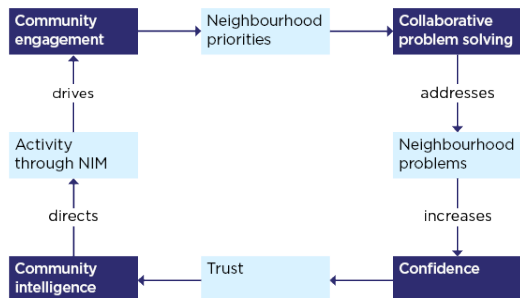 Community
engagement
Neighbourhood
priorities
Collaborative
problem solving
drives
addresses
Activity
through NIM
Neighbourhood
problems
directs
increases
Community
intelligence
Trust
Confidence